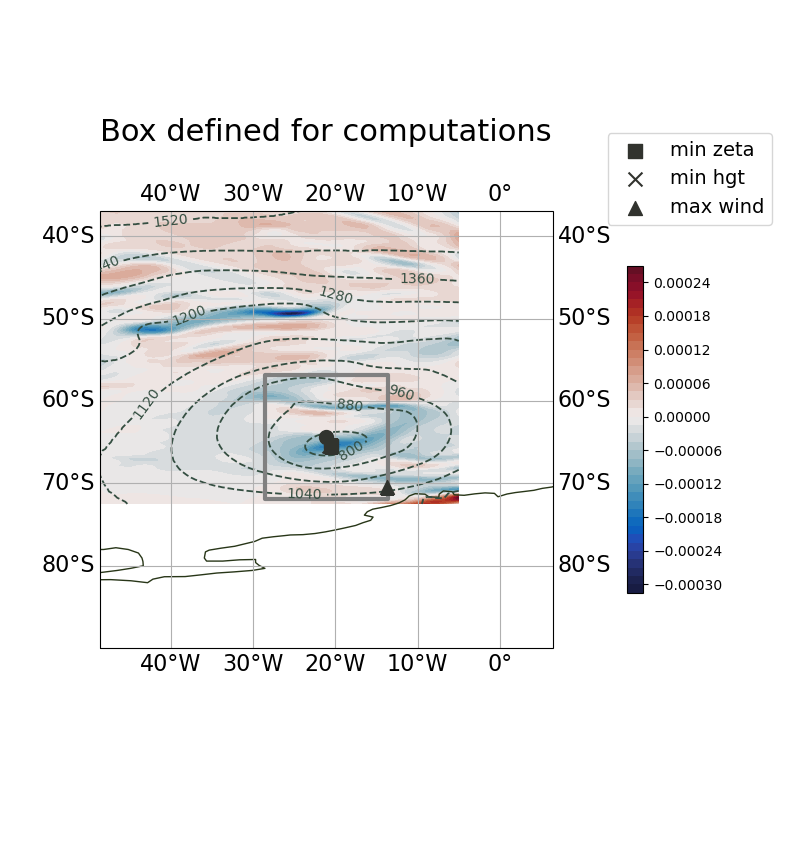 Box defined for computations
min zeta
min hgt
max wind
40°W 30°W 20°W 10°W 0°
40°S 40°S
50°S 50°S
60°S 60°S
70°S 70°S
80°S 80°S
40°W 30°W 20°W 10°W 0°
1520
40
1360
1280
1200
1120
960
880
800
1040
0.00024
0.00018
0.00012
0.00006
0.00000
−0.00006
−0.00012
−0.00018
−0.00024
−0.00030